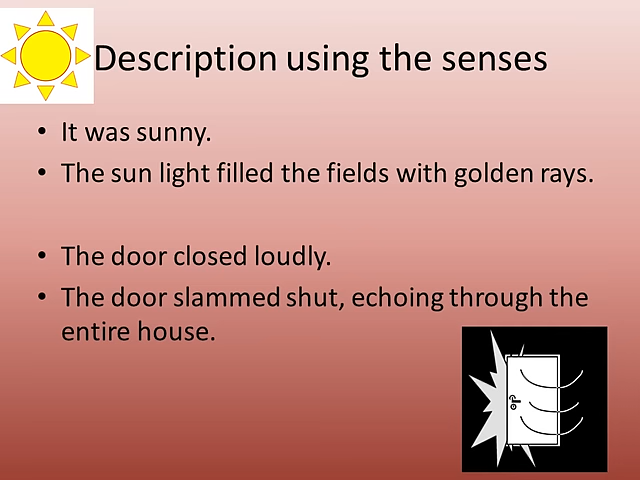 Description using the senses
• It was sunny.
• The sun light filled the fields with golden rays.
• The door closed loudly.
• The door slammed shut, echoing through the
entire house.